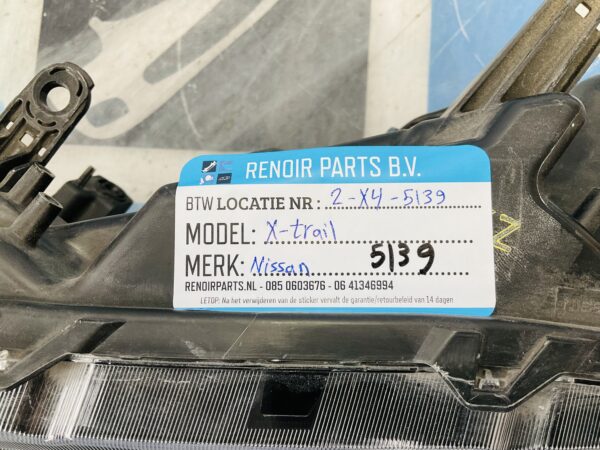 RENOIR PARTS B.V.
BTW LOCATIE NR: 2-X4-5139
MODEL: X-trail
MERK: Nissan 5139
RENOIRPARTS.NL - 085 0603676 - 06 41346994
LETOP: Na het verwijderen van de sticker vervalt de garantie/retourbeleid van 14 dagen